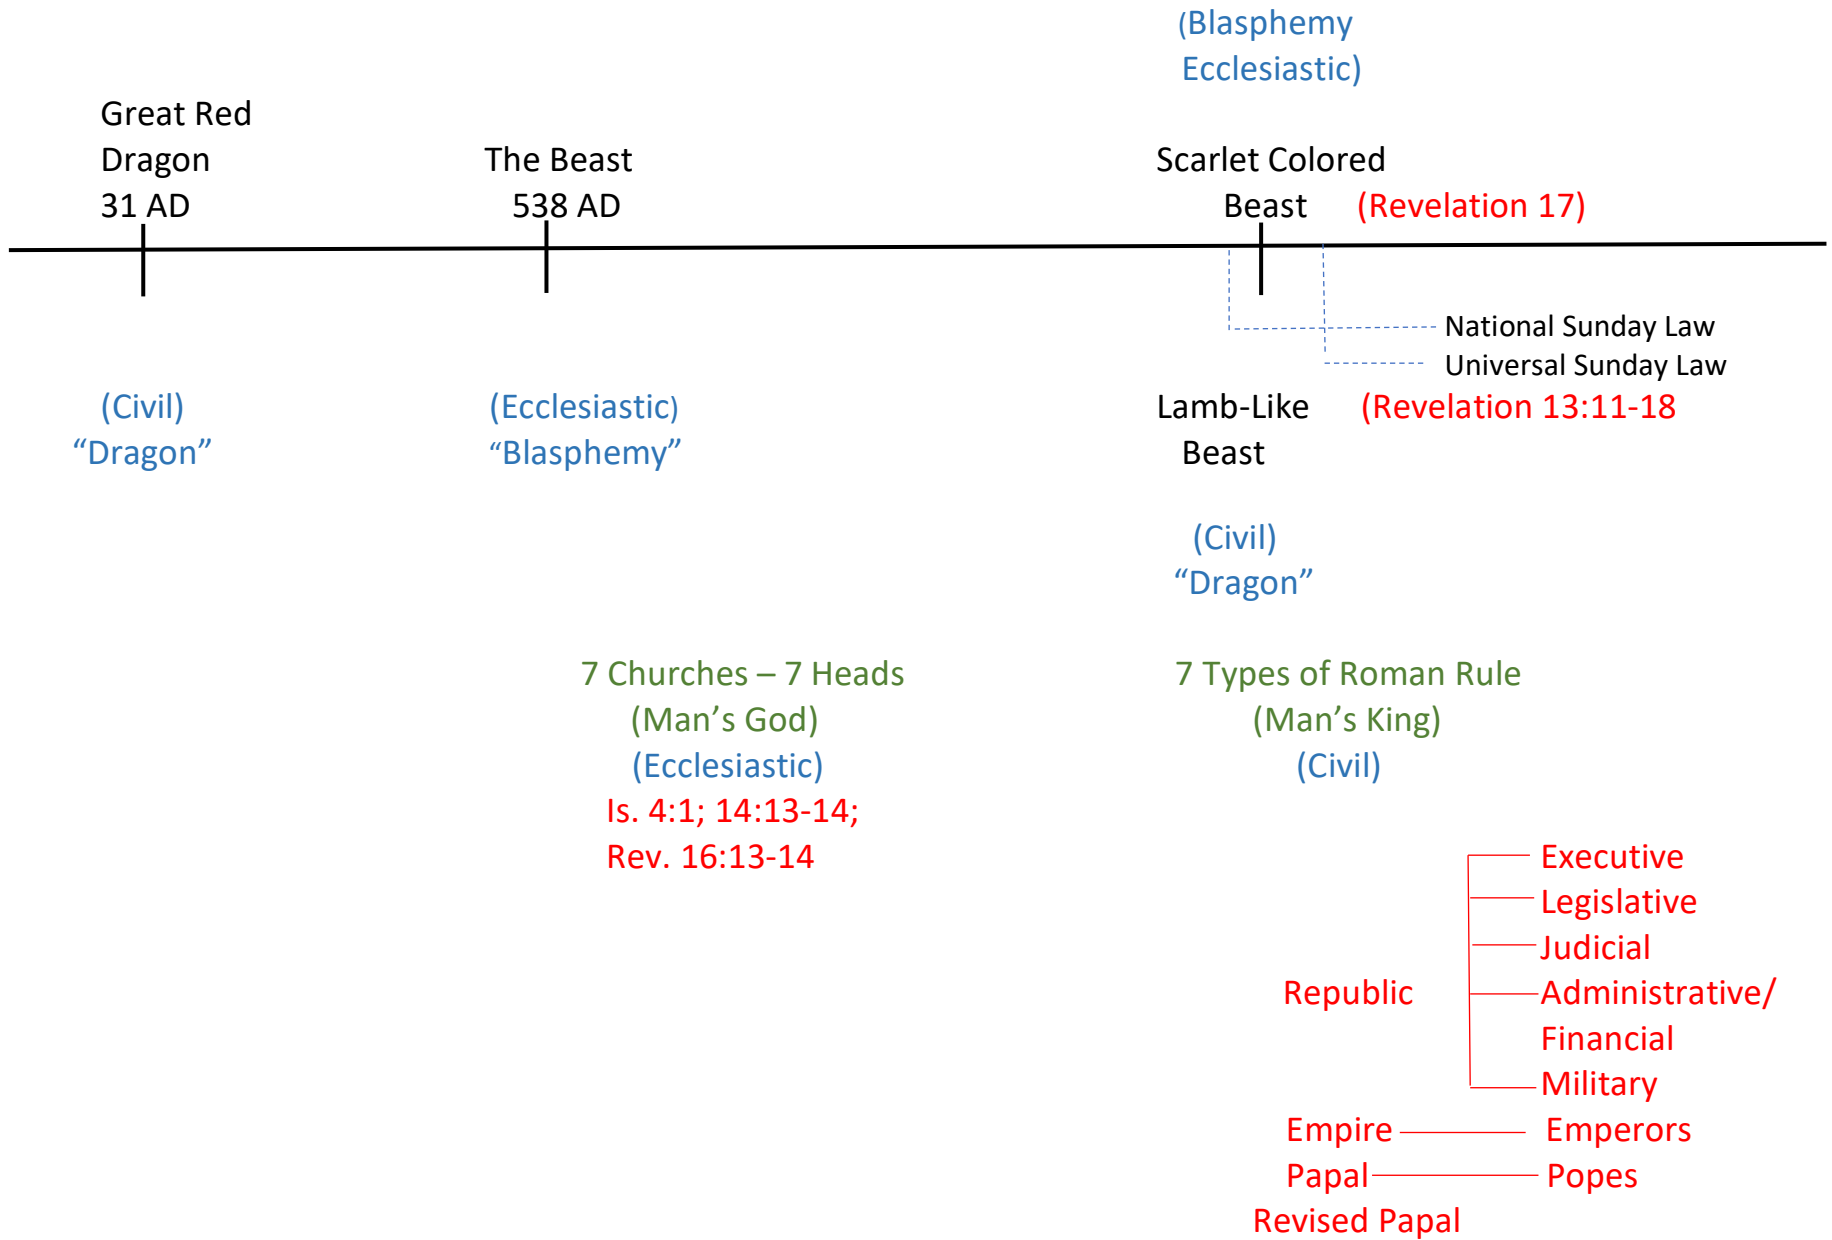 (Blasphemy
Ecclesiastic)
Great Red
Dragon
31 AD
The Beast
538 AD
Scarlet Colored
Beast (Revelation 17)
National Sunday Law
Universal Sunday Law
(Civil)
“Dragon”
(Ecclesiastic)
“Blasphemy”
Lamb-Like (Revelation 13:11-18
Beast
(Civil)
“Dragon”
7 Churches – 7 Heads
(Man’s God)
(Ecclesiastic)
Is. 4:1; 14:13-14;
Rev. 16:13-14
7 Types of Roman Rule
(Man’s King)
(Civil)
Republic
Executive
Legislative
Judicial
Administrative/
Financial
Military
Empire Emperors
Papal Popes
Revised Papal